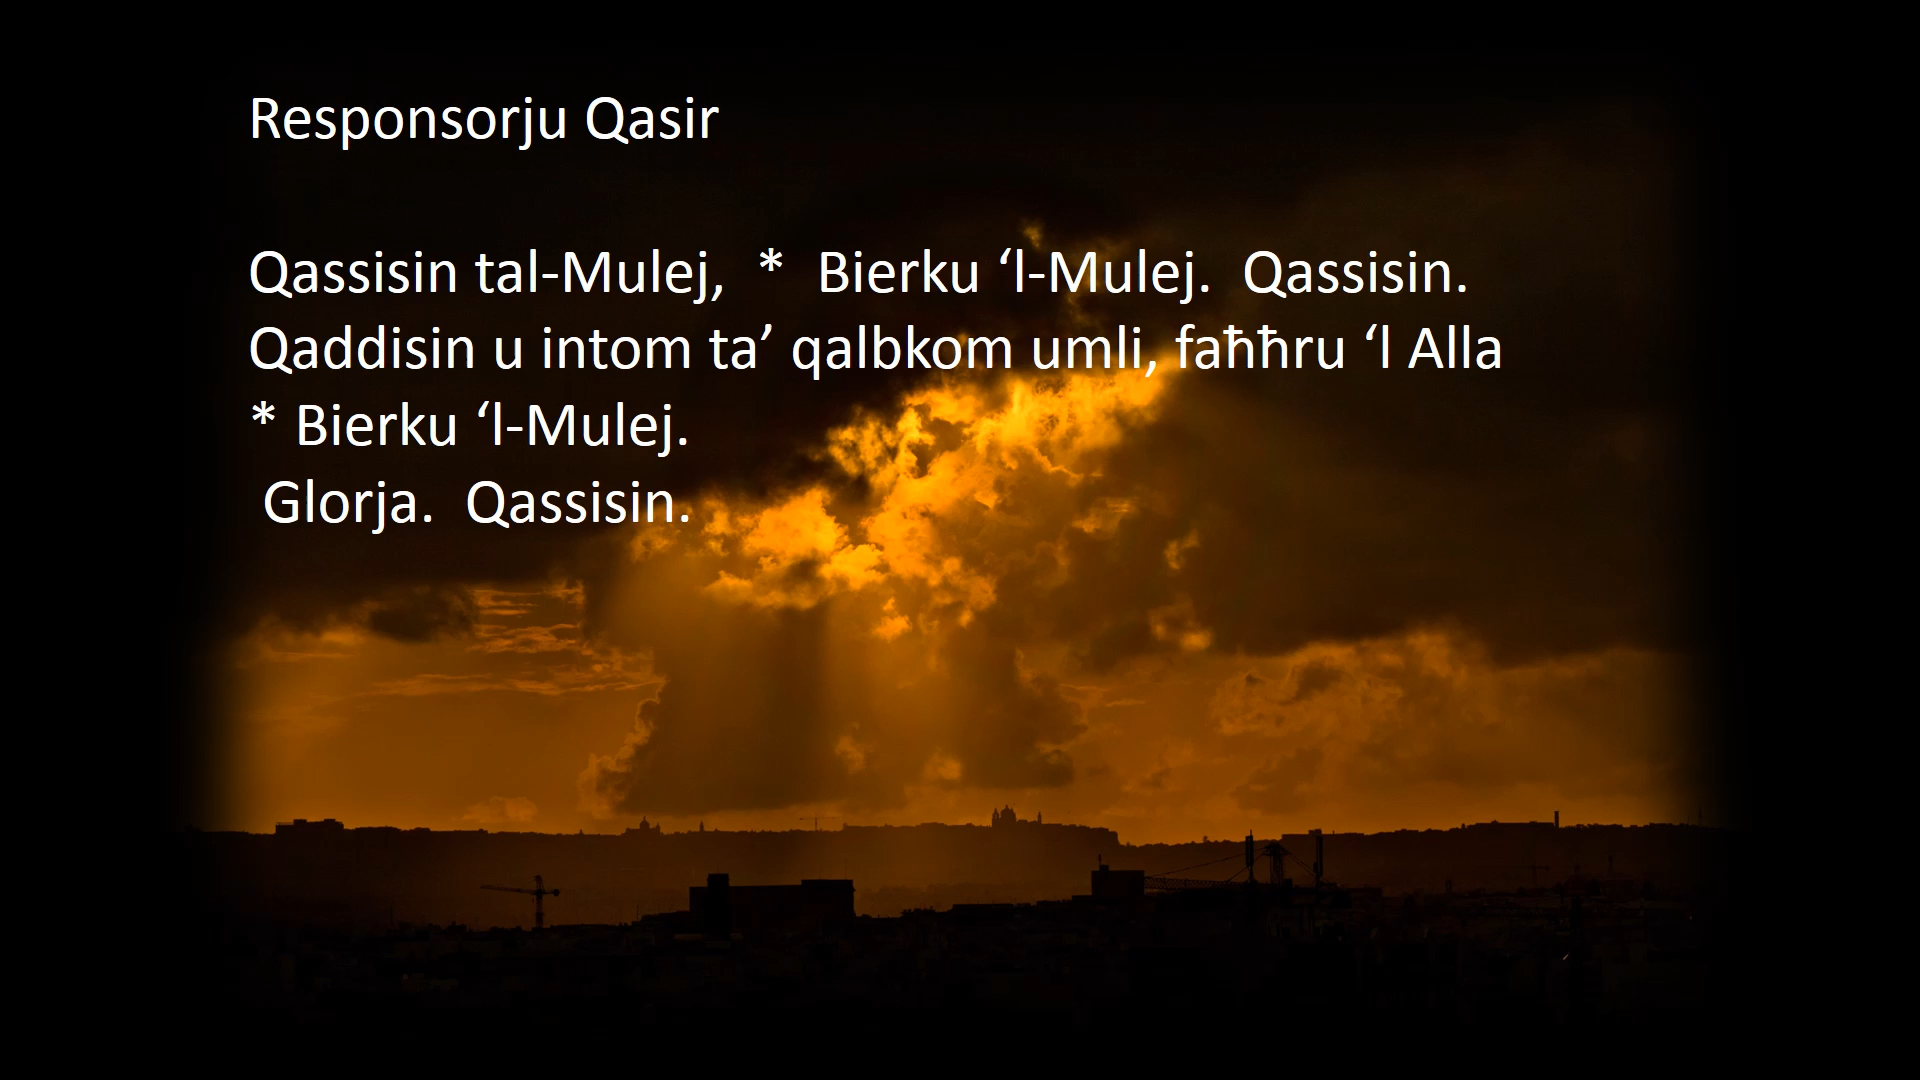 Responsorju Qasir
Qassisin tal-Mulej,  *  Bierku ‘l-Mulej.  Qassisin.
Qaddisin u intom ta’ qalbkom umli, faħħru ‘l Alla
* Bierku ‘l-Mulej.
Glorja.  Qassisin.